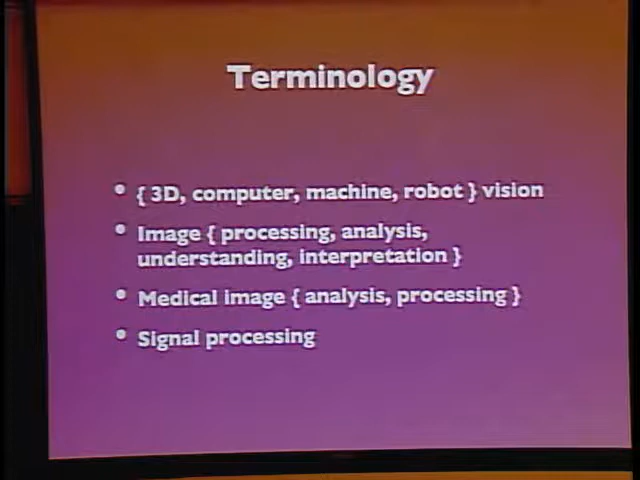 Terminology
• { 3D, computer, machine, robot } vision
• Image { processing, analysis,
understanding, interpretation }
• Medical image { analysis, processing }
• Signal processing